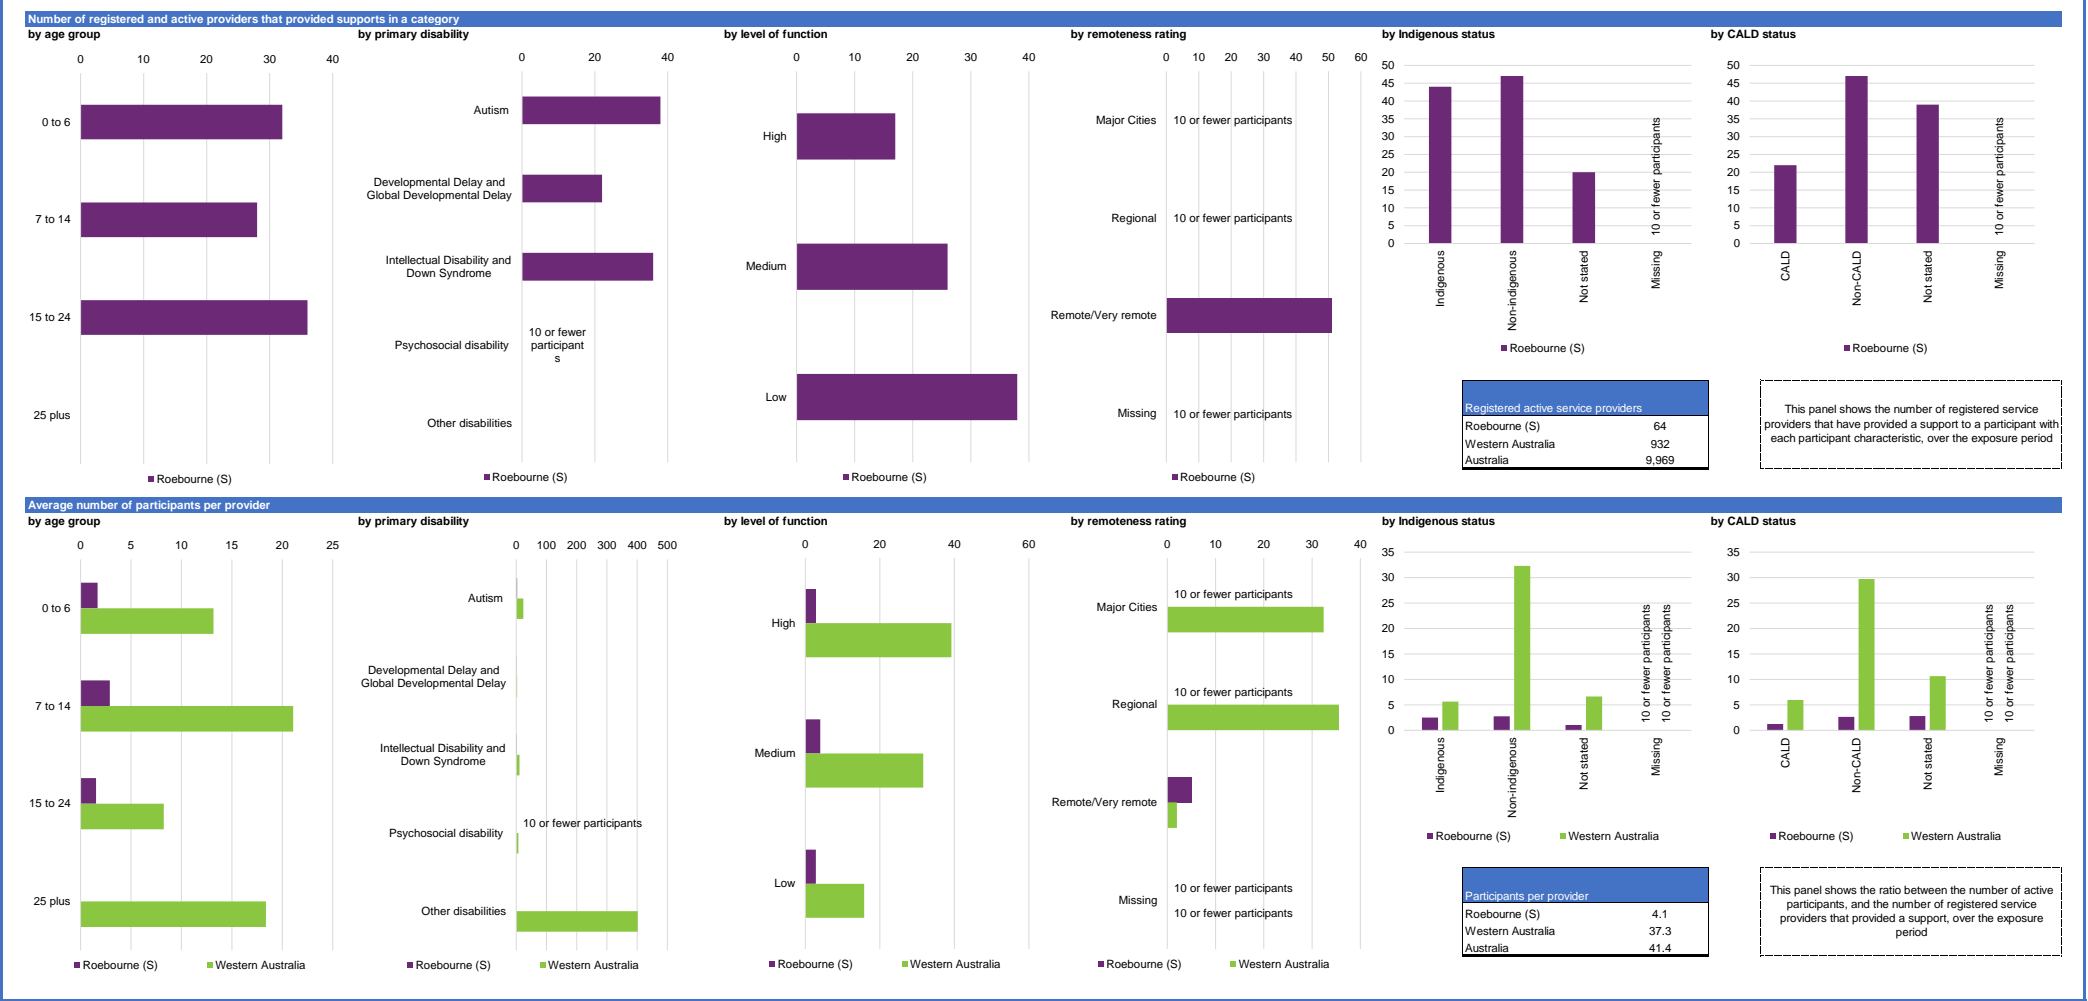 Number of registered and active providers that provided supports in a category
by age group
0 10 20 30 40
0 to 6
7 to 14
15 to 24
25 plus
Roebourne (S)
by primary disability
0 20 40
Autism
Developmental Delay and
Global Developmental Delay
Intellectual Disability and
Down Syndrome
Psychosocial disability
10 or fewer
participant
s
Other disabilities
Roebourne (S)
by level of function
0 10 20 30 40
High
Medium
Low
Roebourne (S)
by remoteness rating
0 10 20 30 40 50 60
Major Cities 10 or fewer participants
Regional 10 or fewer participants
Remote/Very remote
Missing 10 or fewer participants
Roebourne (S)
by Indigenous status
50
45
40
35
30
25
20
15
10
5
0
Indigenous
Non-indigenous
Not stated
Missing
10 or fewer participants
Roebourne (S)
by CALD status
50
45
40
35
30
25
20
15
10
5
0
CALD
Non-CALD
Not stated
Missing
10 or fewer participants
Roebourne (S)
Registered active service providers
Roebourne (S) 64
Western Australia 932
Australia 9,969
This panel shows the number of registered service
providers that have provided a support to a participant with
each participant characteristic, over the exposure period
Average number of participants per provider
by age group
0 5 10 15 20 25
0 to 6
7 to 14
15 to 24
25 plus
Roebourne (S) Western Australia
by primary disability
0 100 200 300 400 500
Autism
Developmental Delay and
Global Developmental Delay
Intellectual Disability and
Down Syndrome
10 or fewer participants
Psychosocial disability
Other disabilities
Roebourne (S) Western Australia
by level of function
0 20 40 60
High
Medium
Low
Roebourne (S) Western Australia
by remoteness rating
0 10 20 30 40
10 or fewer participants
Major Cities
10 or fewer participants
Regional
Remote/Very remote
10 or fewer participants
Missing
10 or fewer participants
Roebourne (S) Western Australia
by Indigenous status
35
30
25
20
15
10
5
0
Indigenous
Non-indigenous
Not stated
Missing
10 or fewer participants
10 or fewer participants
Roebourne (S) Western Australia
by CALD status
35
30
25
20
15
10
5
0
CALD
Non-CALD
Not stated
Missing
10 or fewer participants
10 or fewer participants
Roebourne (S) Western Australia
Participants per provider
Roebourne (S) 4.1
Western Australia 37.3
Australia 41.4
This panel shows the ratio between the number of active
participants, and the number of registered service
providers that provided a support, over the exposure
period